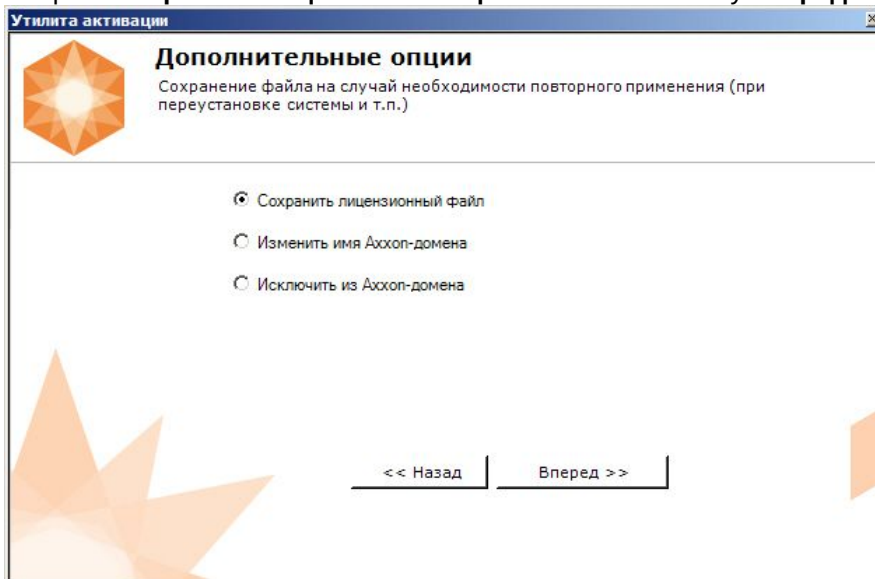 Утилита активации
Дополнительные опции
Сохранение файла на случай необходимости повторного применения (при
переустановке системы и т.п.)
Сохранить лицензионный файл
Изменить имя Axxon-домена
Исключить из Axxon-домена
<< Назад
Вперед >>